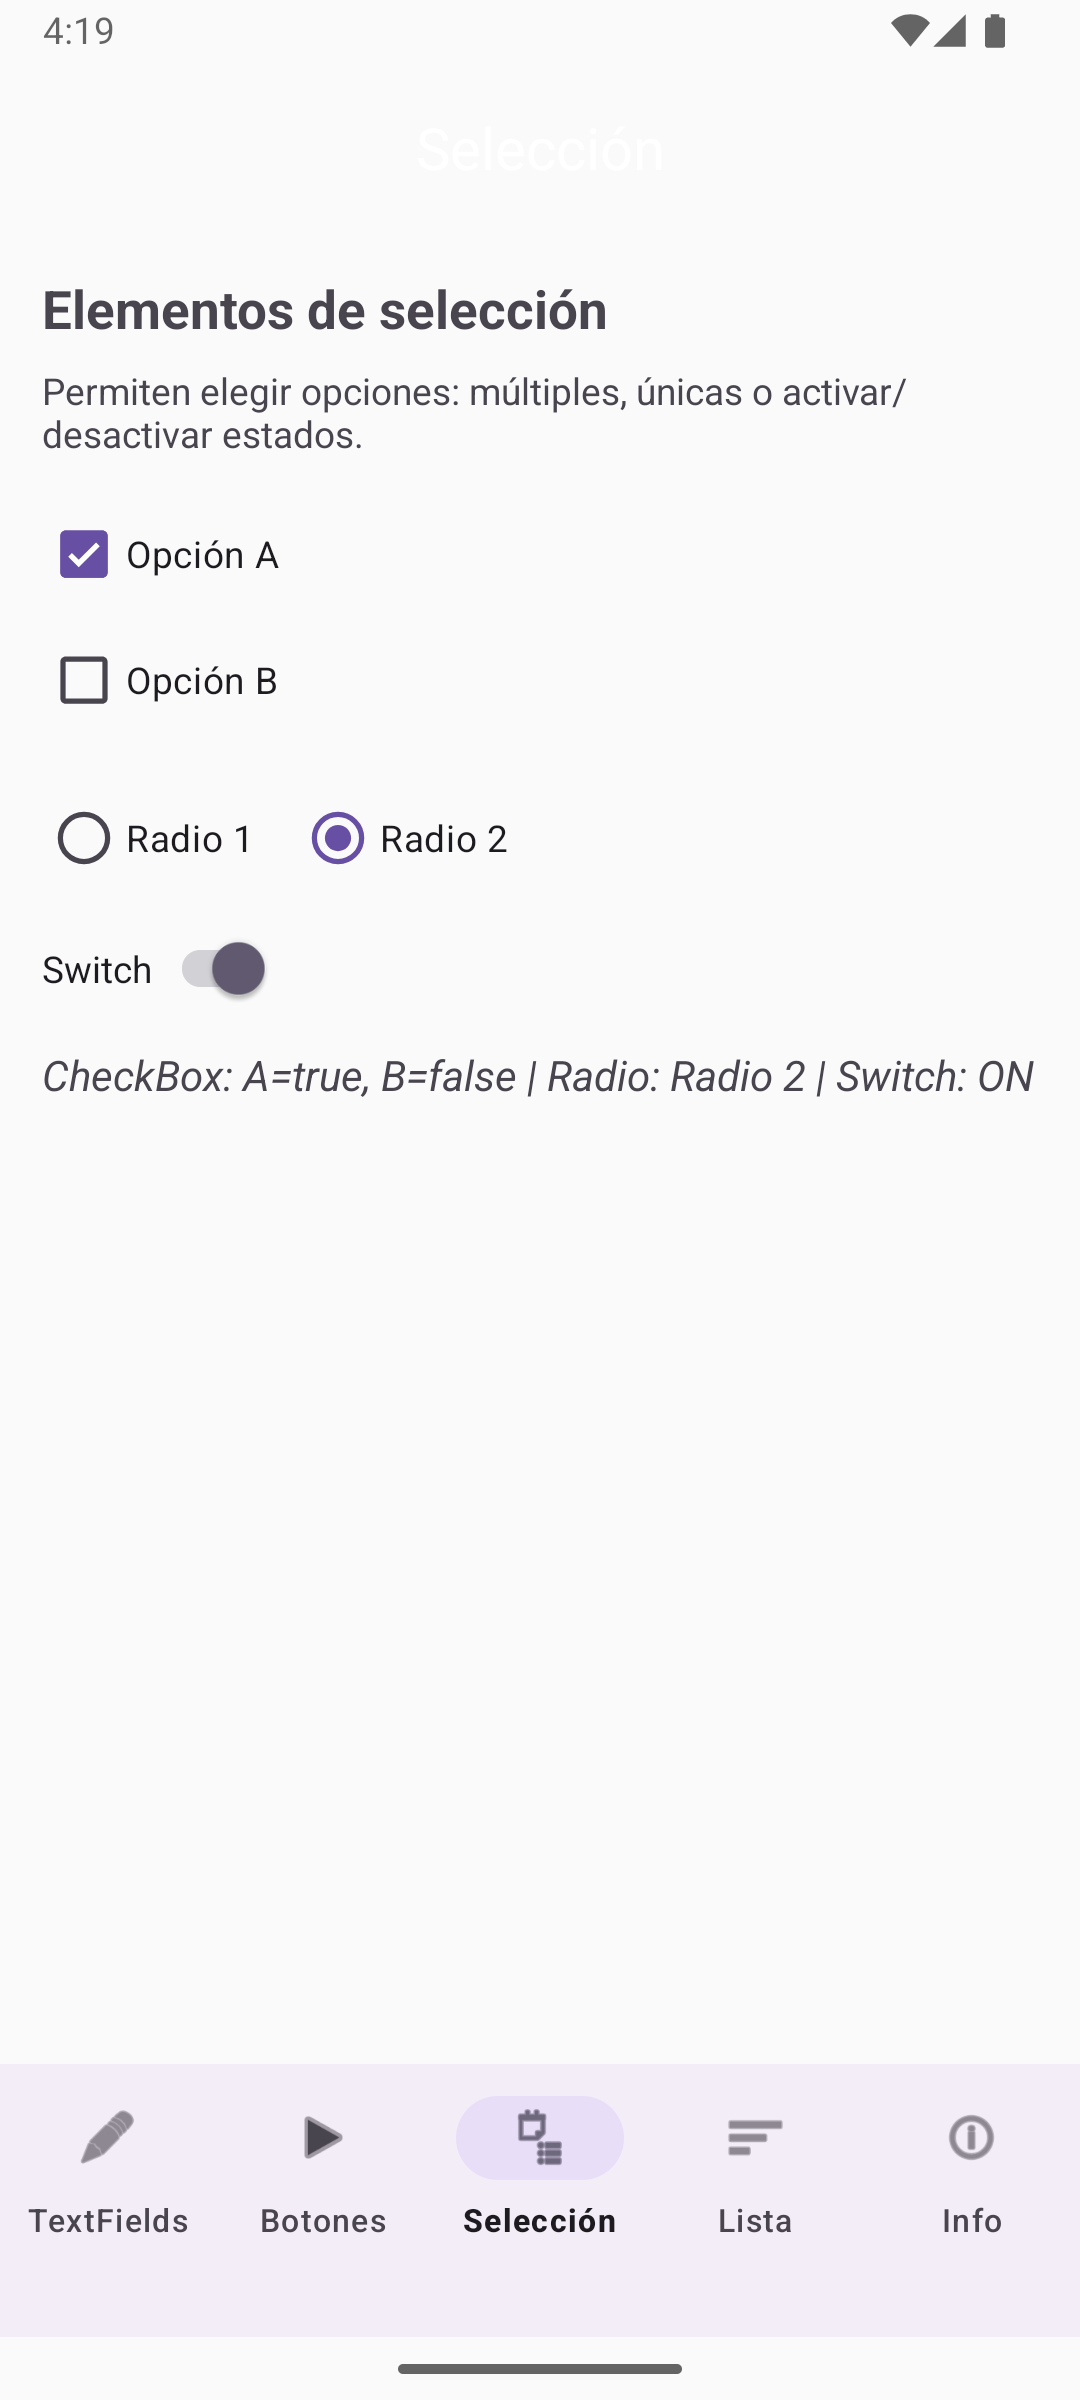 4:19
Selección
Elementos de selección
Permiten elegir opciones: múltiples, únicas o activar/
desactivar estados.
Opción A
Opción B
Radio 1 Radio 2
Switch
CheckBox: A=true, B=false | Radio: Radio 2 | Switch: ON
TextFields Botones Selección Lista Info